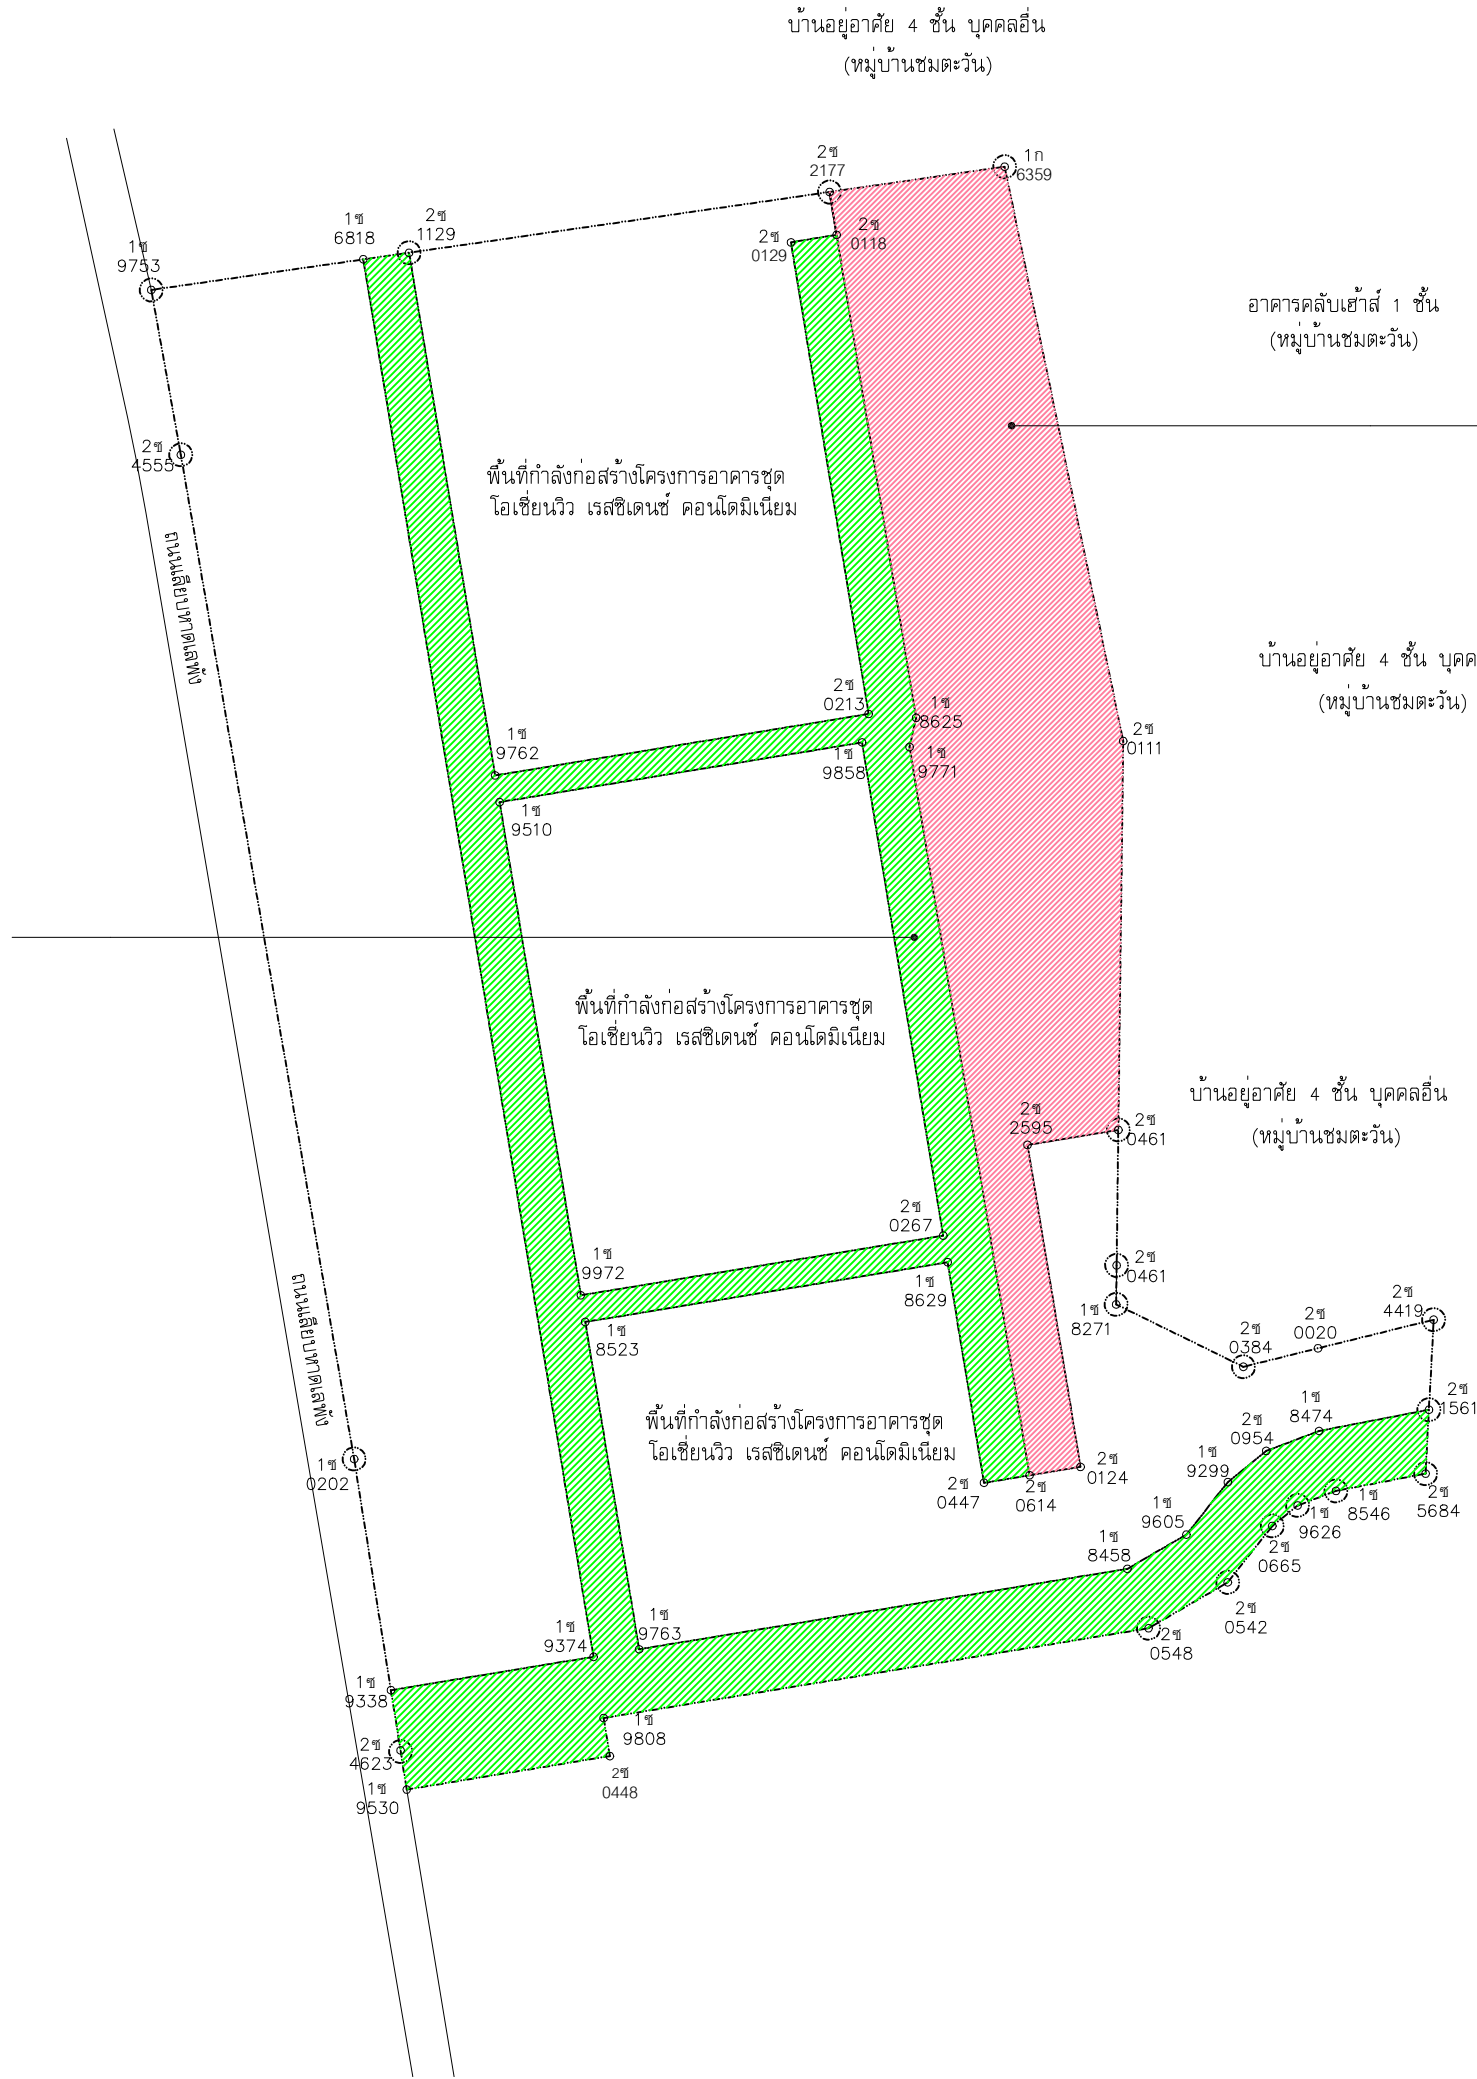 บ้านอยู่อาศัย 4 ชั้น บุคคลอื่น
(หมู่บ้านชมตะวัน)
2ซ
2177
1ก
6359
1ซ
6818
2ซ
1129
2ซ
0129
2ซ
0118
1ซ
9753
อาคารคลับเฮ้าส์ 1 ชั้น
(หมู่บ้านชมตะวัน)
2ซ
4555
พื้นที่กำลังก่อสร้างโครงการอาคารชุด
โอเชี่ยนวิว เรสซิเดนซ์ คอนโดมิเนียม
ถนนเลียบหาดเลพัง
บ้านอยู่อาศัย 4 ชั้น บุคค
(หมู่บ้านชมตะวัน)
2ซ
0213
1ซ
8625
2ซ
0111
1ซ
9762
1ซ
9858
1ซ
9771
1ซ
9510
พื้นที่กำลังก่อสร้างโครงการอาคารชุด
โอเชี่ยนวิว เรสซิเดนซ์ คอนโดมิเนียม
บ้านอยู่อาศัย 4 ชั้น บุคคลอื่น
(หมู่บ้านชมตะวัน)
2ซ
2595
2ซ
0461
2ซ
0267
1ซ
9972
2ซ
0461
1ซ
8629
1ซ
8271
1ซ
8523
2ซ
0384
2ซ
0020
2ซ
4419
ถนนเลียบหาดเลพัง
พื้นที่กำลังก่อสร้างโครงการอาคารชุด
โอเชี่ยนวิว เรสซิเดนซ์ คอนโดมิเนียม
1ซ
8474
2ซ
1561
2ซ
0954
1ซ
9299
1ซ
0202
2ซ
0447
2ซ
0614
2ซ
0124
2ซ
5684
1ซ
8546
1ซ
9626
1ซ
9605
2ซ
0665
1ซ
8458
2ซ
0542
1ซ
9374
1ซ
9763
2ซ
0548
1ซ
9338
1ซ
9808
2ซ
4623
2ซ
0448
1ซ
9530